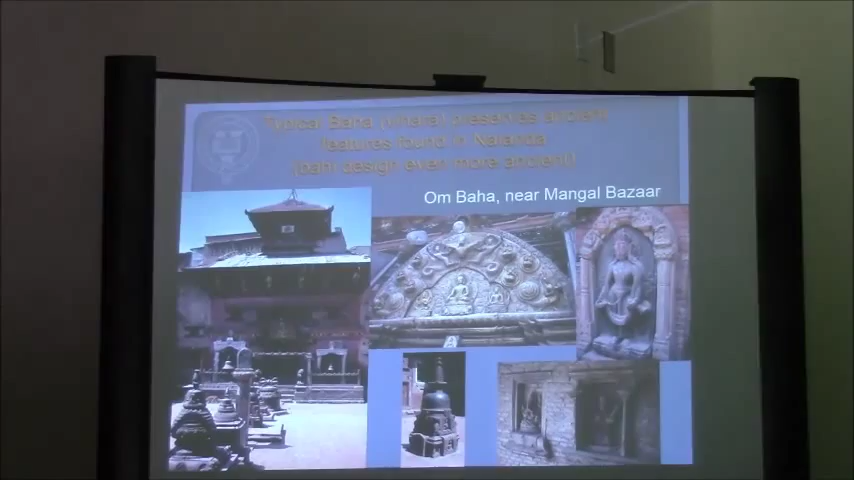 Typical Baha (vihara) preserves ancient
features found in Nalanda
(bahi design even more ancient)
Om Baha, near Mangal Bazaar